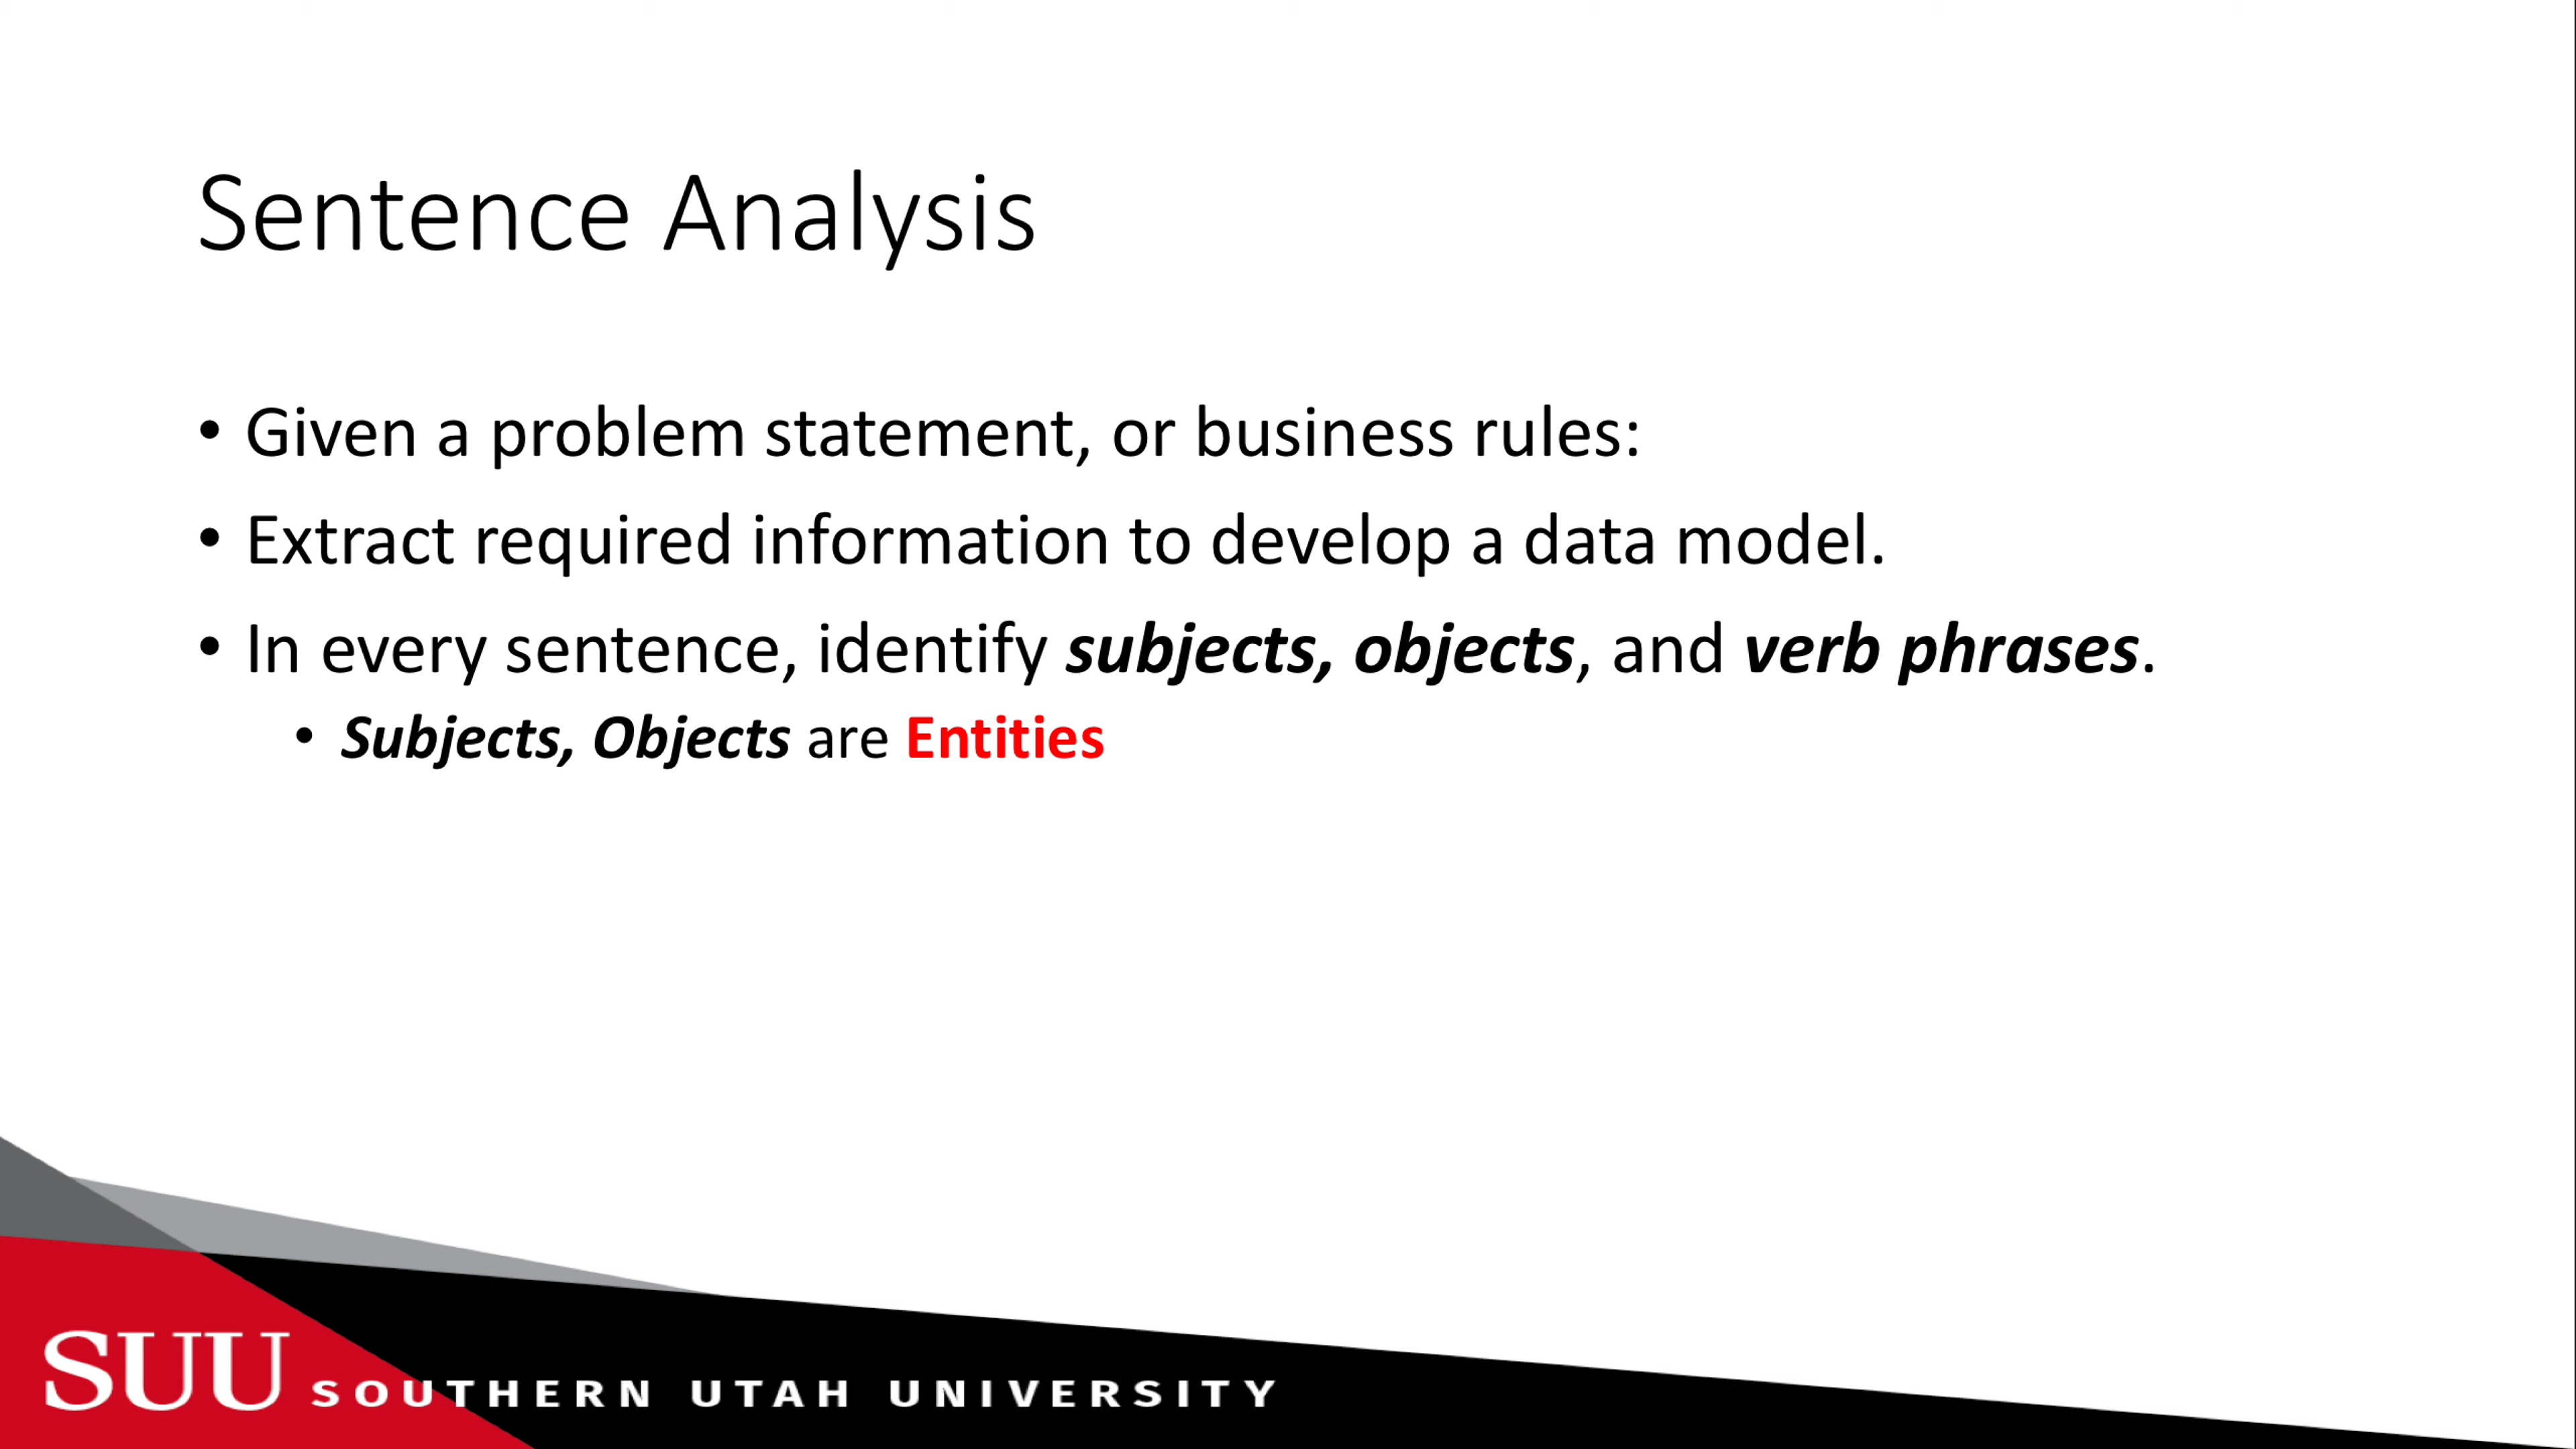 Sentence Analysis
• Given a problem statement, or business rules:
• Extract required information to develop a data model.
• In every sentence, identify subjects, objects, and verb phrases.
• Subjects, Objects are Entities
SUU SOUTHERN UTAH UNIVERSITY